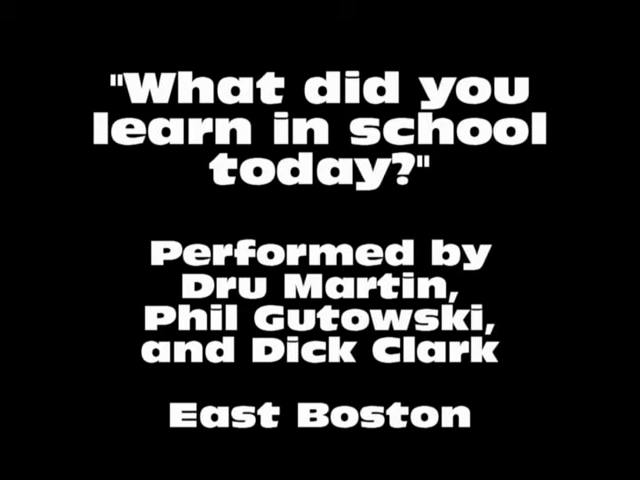 "What did you
learn in school
today?"
Performed by
Dru Martin,
Phil Gutowski,
and Dick Clark
East Boston